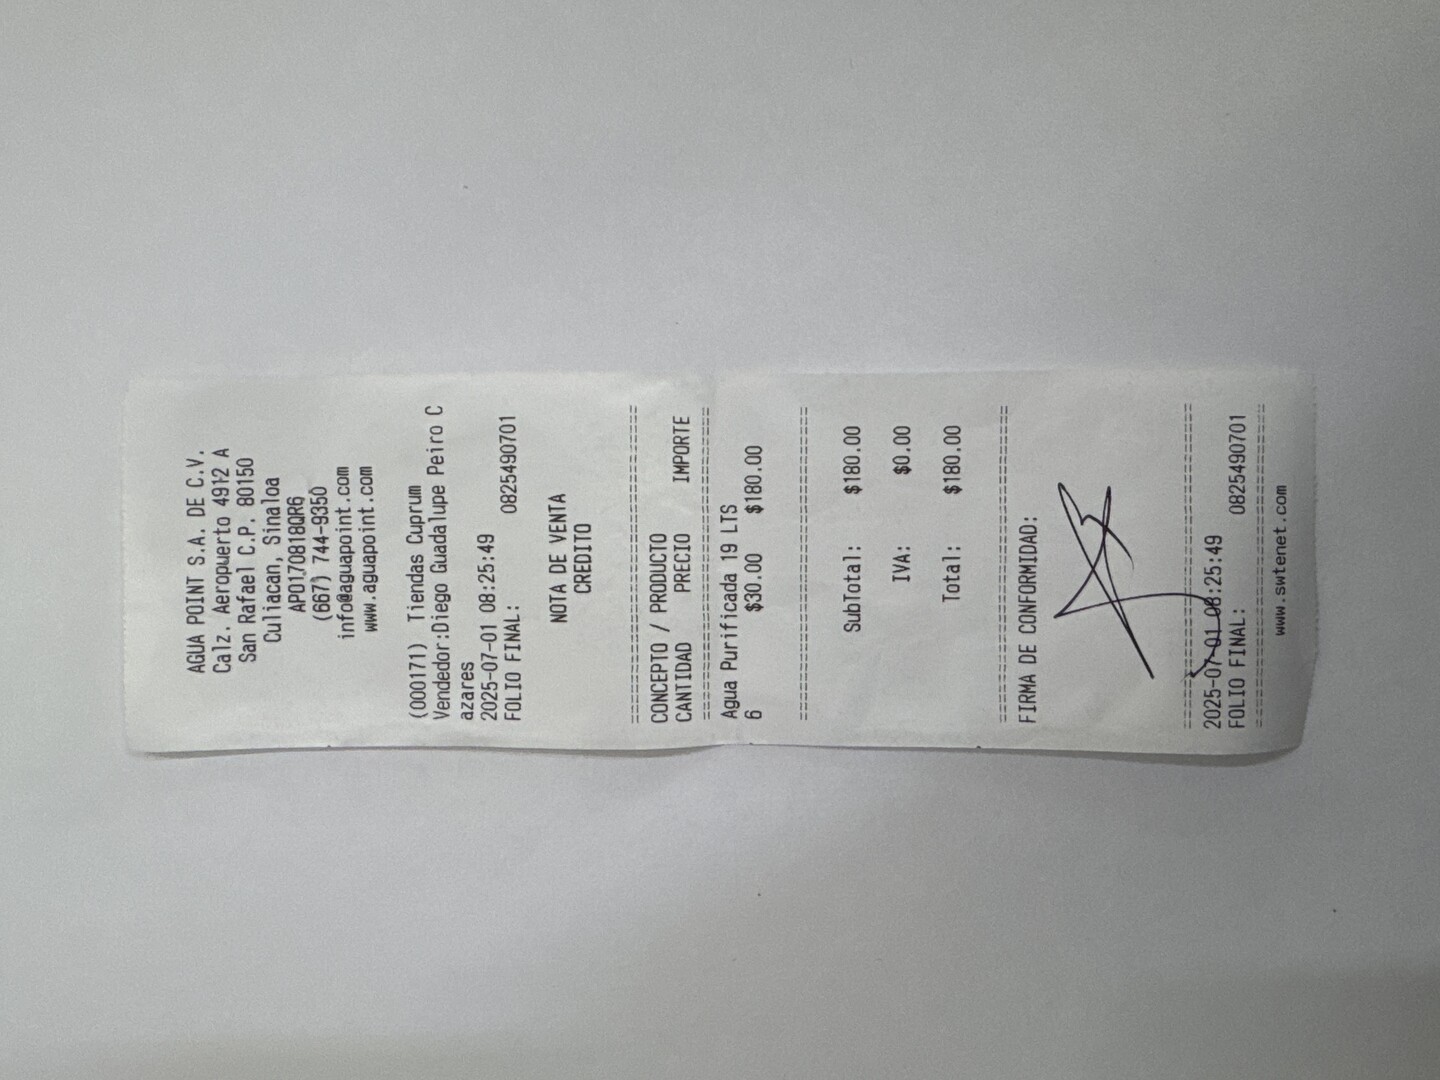 AGUA POINT S.A. DE C.V.
Calz. Aeropuerto 4912 A
San Rafael C.P. 80150
Culiacan, Sinaloa
APO170818QR6
(667) 744-9350
info@aguapoint.com
www.aguapoint.com
(000171) Tiendas Cuprum
Vendedor:Diego Guadalupe Peiro C
azares
2025-07-01 08:25:49
FOLIO FINAL: 0825490701
NOTA DE VENTA
CREDITO
================================
CONCEPTO / PRODUCTO
CANTIDAD PRECIO IMPORTE
================================
Agua Purificada 19 LTS
6 $30.00 $180.00
================================
SubTotal: $180.00
IVA: $0.00
Total: $180.00
================================
FIRMA DE CONFORMIDAD:
================================
2025-07-01 08:25:49
FOLIO FINAL: 0825490701
================================
www.swtenet.com